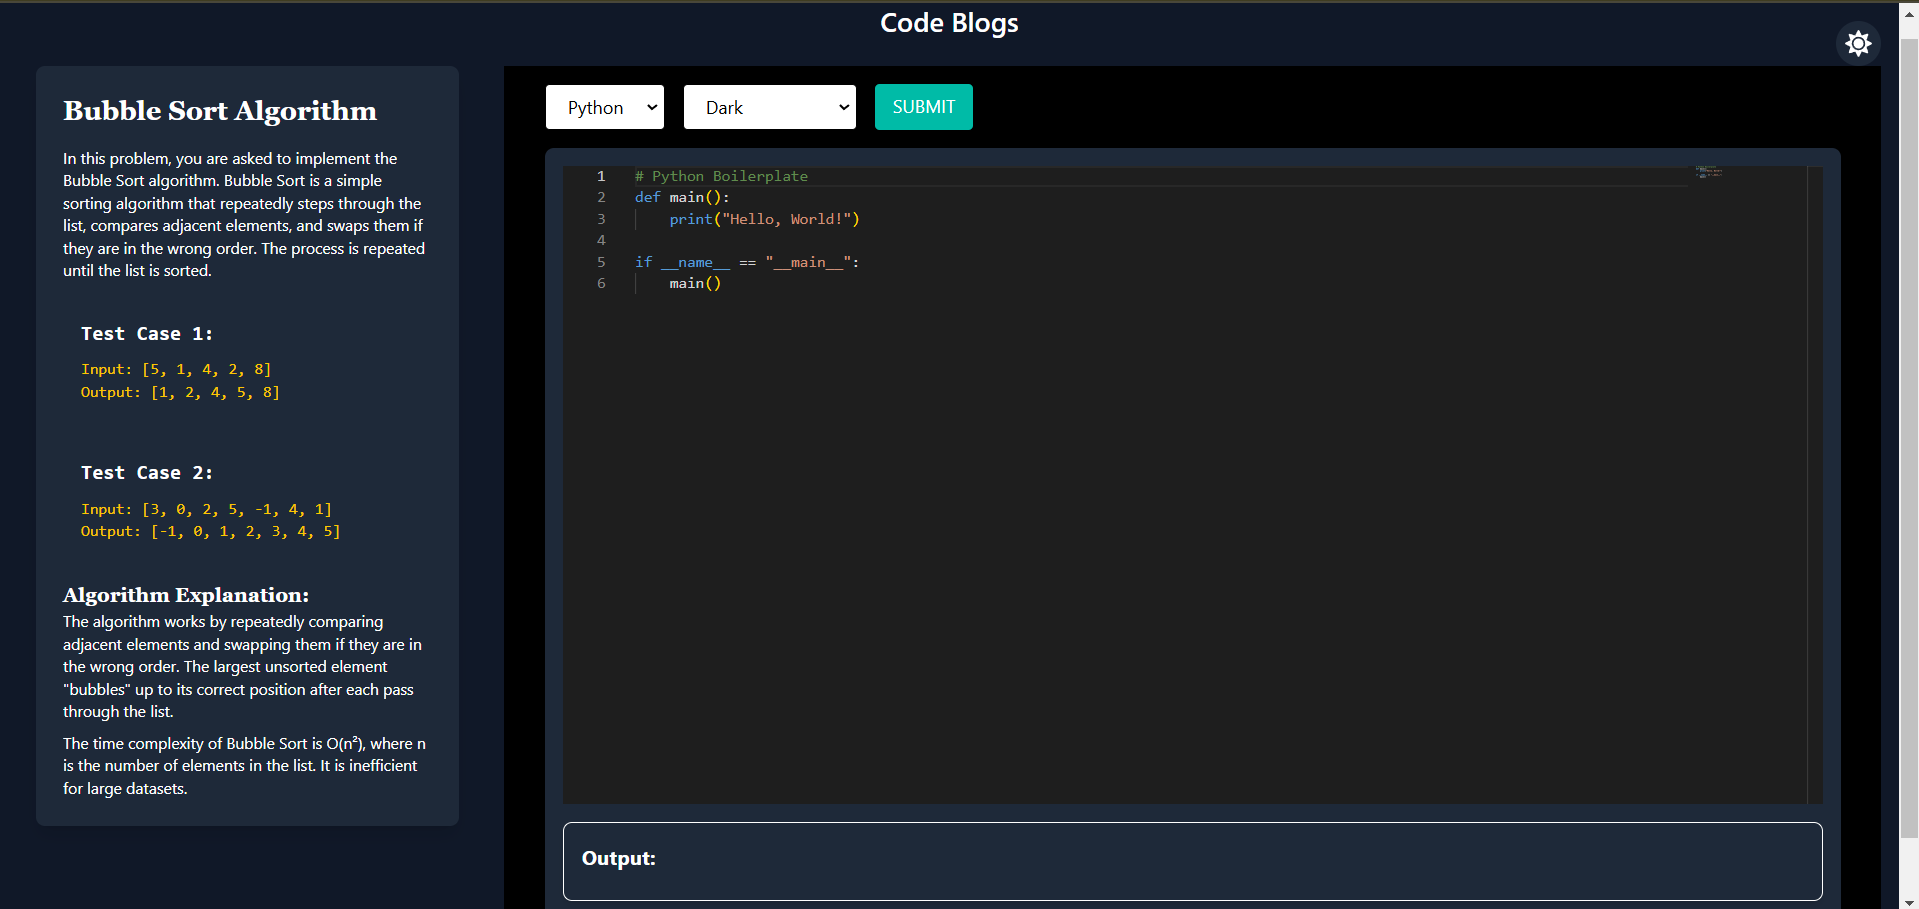 Code Blogs
Bubble Sort Algorithm
In this problem, you are asked to implement the
Bubble Sort algorithm. Bubble Sort is a simple
sorting algorithm that repeatedly steps through the
list, compares adjacent elements, and swaps them if
they are in the wrong order. The process is repeated
until the list is sorted.
Test Case 1:
Input: [5, 1, 4, 2, 8]
Output: [1, 2, 4, 5, 8]
Test Case 2:
Input: [3, 0, 2, 5, -1, 4, 1]
Output: [-1, 0, 1, 2, 3, 4, 5]
Algorithm Explanation:
The algorithm works by repeatedly comparing
adjacent elements and swapping them if they are in
the wrong order. The largest unsorted element
"bubbles" up to its correct position after each pass
through the list.
The time complexity of Bubble Sort is O(n²), where n
is the number of elements in the list. It is inefficient
for large datasets.
Python Dark SUBMIT
1 # Python Boilerplate
2 def main():
3     print("Hello, World!")
4
5 if __name__ == "__main__":
6     main()
Output: